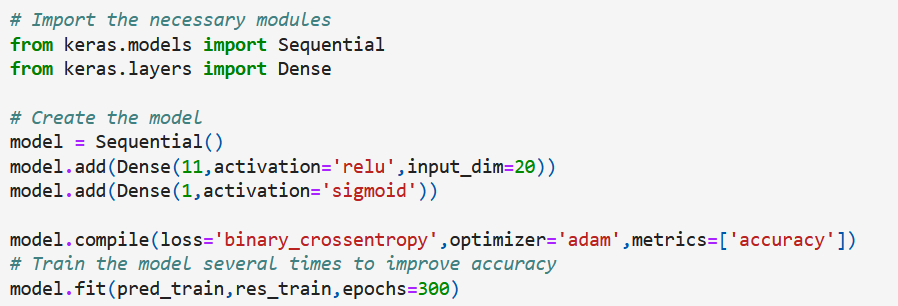 # Import the necessary modules
from keras.models import Sequential
from keras.layers import Dense
# Create the model
model = Sequential()
model.add(Dense(11,activation='relu',input_dim=20))
model.add(Dense(1,activation='sigmoid'))
model.compile(loss='binary_crossentropy',optimizer='adam',metrics=['accuracy'])
# Train the model several times to improve accuracy
model.fit(pred_train,res_train,epochs=300)